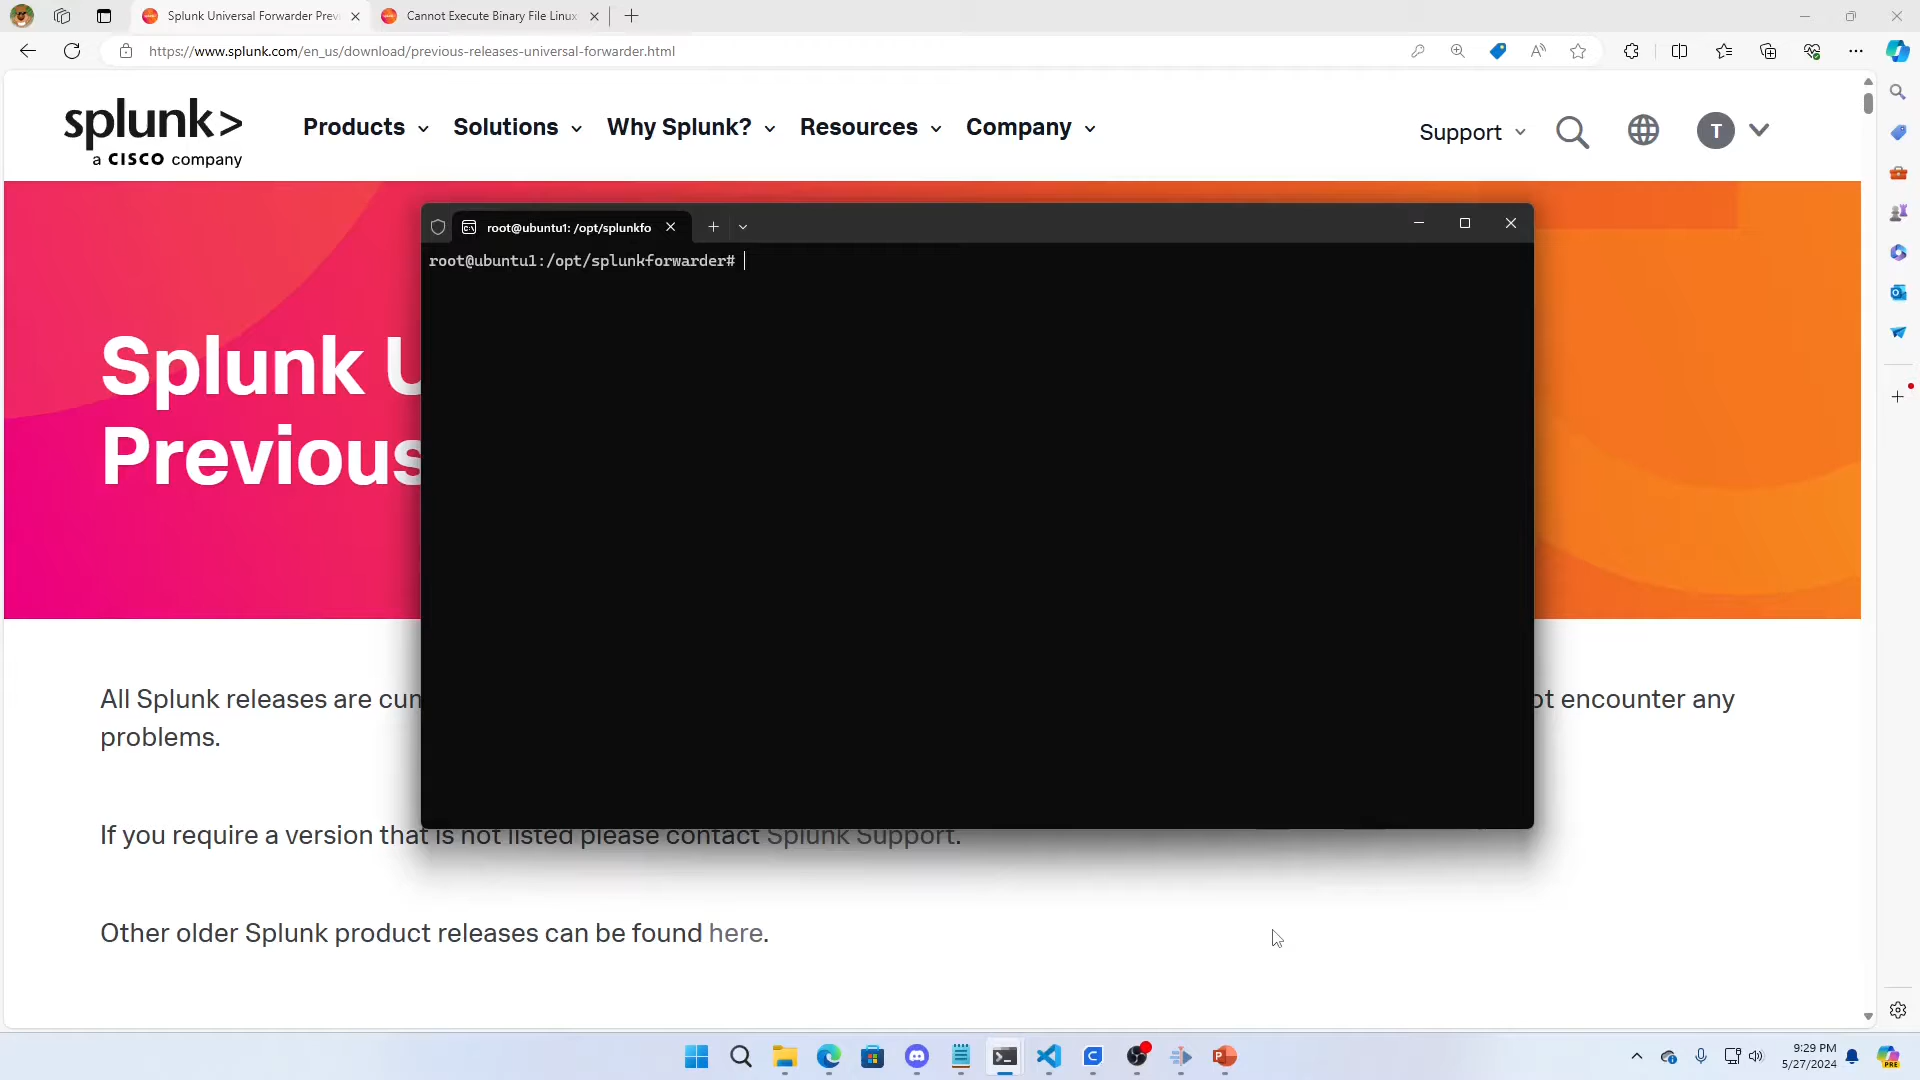 Splunk Universal Forwarder Prev
Cannot Execute Binary File Linux
https://www.splunk.com/en_us/download/previous-releases-universal-forwarder.html
splunk>
a CISCO company
Products
Solutions
Why Splunk?
Resources
Company
Support
T
root@ubuntu1: /opt/splunkfo
root@ubuntu1:/opt/splunkforwarder#
Splunk U
Previous
All Splunk releases are cur
ot encounter any
problems.
If you require a version that is not listed please contact Splunk Support.
Other older Splunk product releases can be found here.
9:29 PM
5/27/2024
PRE